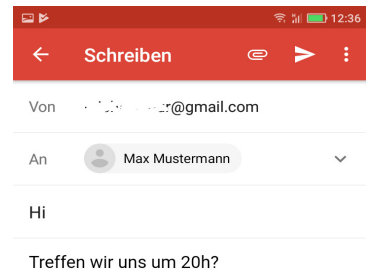 12:36
Schreiben
Von @gmail.com
An Max Mustermann
Hi
Treffen wir uns um 20h?